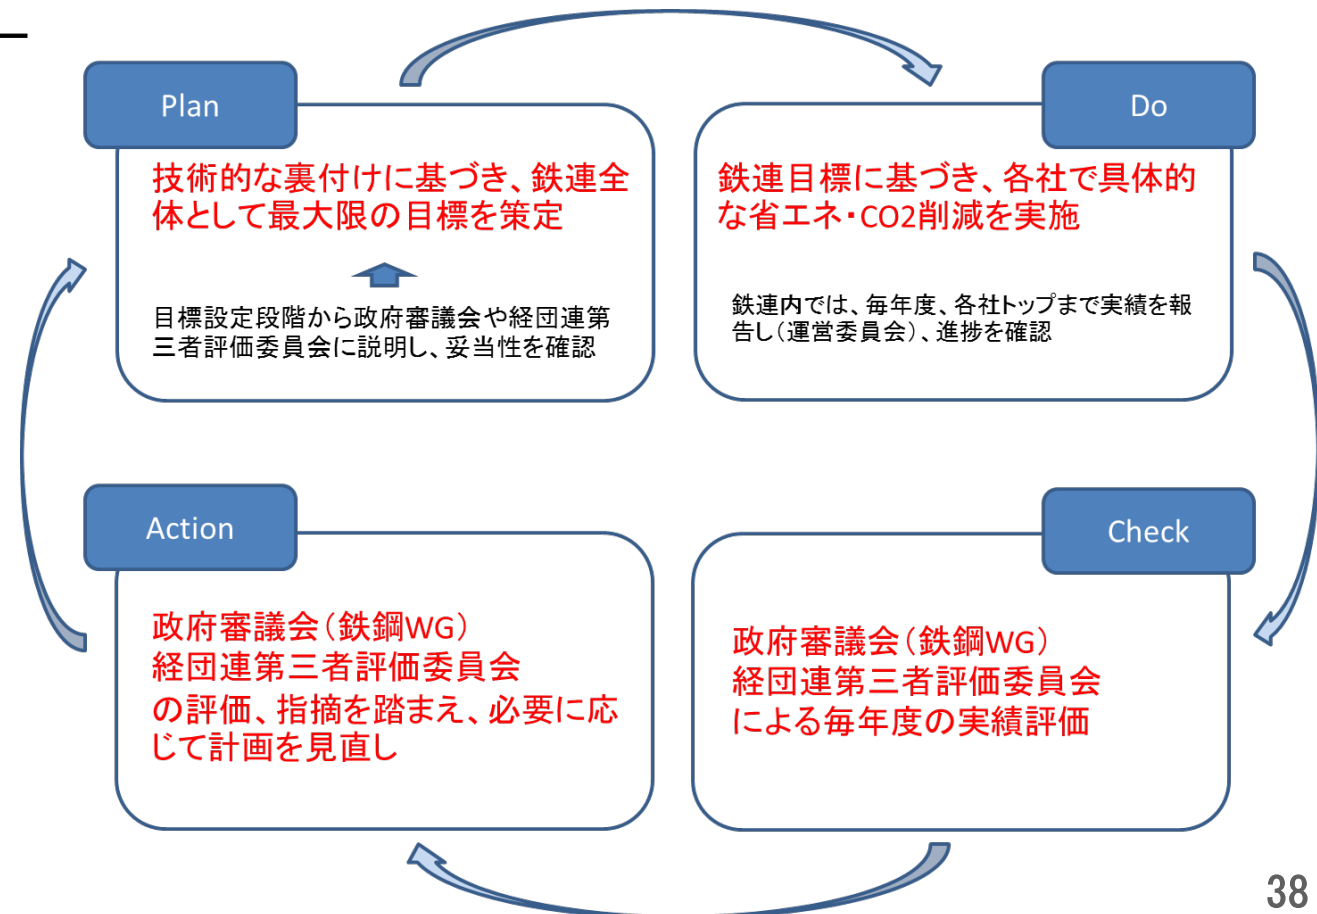 Plan
技術的な裏付けに基づき、鉄連全
体として最大限の目標を策定
目標設定段階から政府審議会や経団連第
三者評価委員会に説明し、妥当性を確認
Do
鉄連目標に基づき、各社で具体的
な省エネ・CO2削減を実施
鉄連内では、毎年度、各社トップまで実績を報
告し(運営委員会)、進捗を確認
Action
政府審議会(鉄鋼WG)
経団連第三者評価委員会
の評価、指摘を踏まえ、必要に応
じて計画を見直し
Check
政府審議会(鉄鋼WG)
経団連第三者評価委員会
による毎年度の実績評価
38